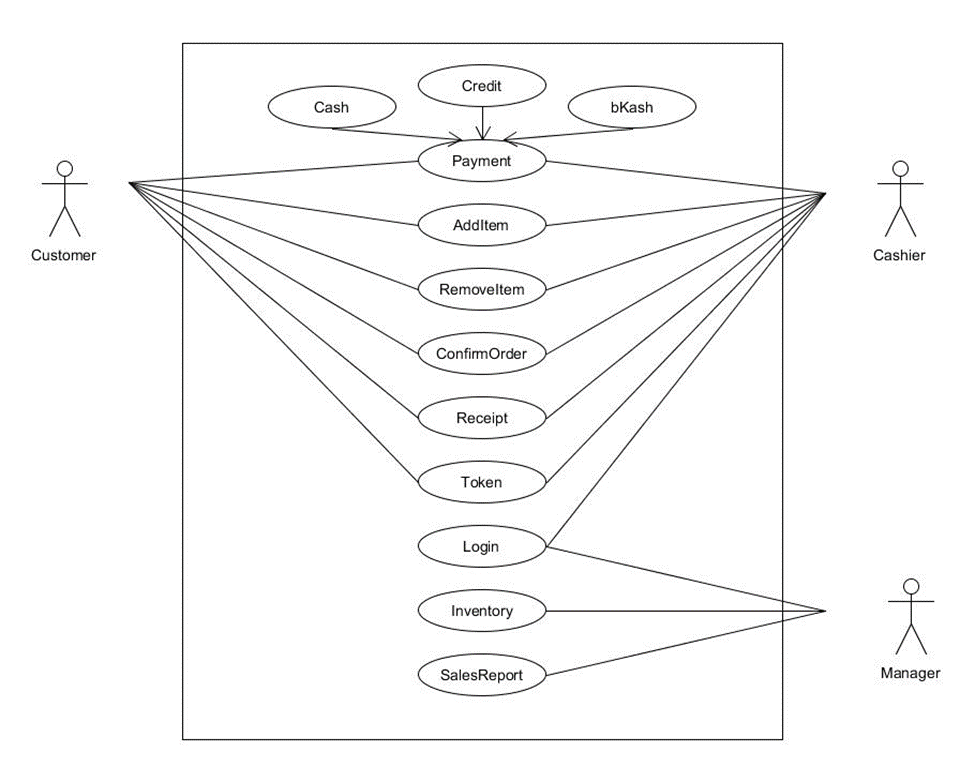 Credit
Cash
bKash
Payment
AddItem
Customer
Cashier
RemoveItem
ConfirmOrder
Receipt
Token
Login
Inventory
SalesReport
Manager